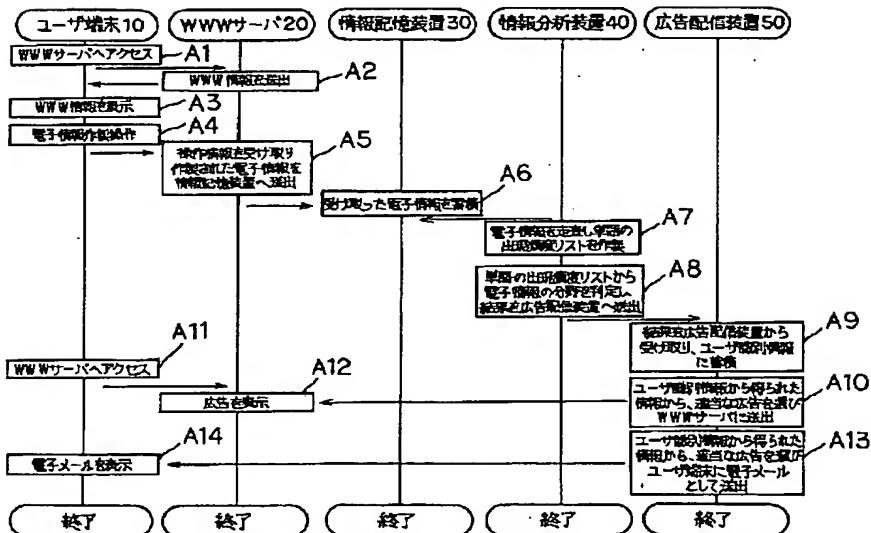 ユーザ端末10
WWWサーバ20
情報記憶装置30
情報分析装置40
広告配信装置50
WWWサーバへアクセス
A1
WWW情報を送出
A2
WWW情報を表示
A3
電子情報作製操作
A4
操作情報を受け取り
作製された電子情報を
情報記憶装置へ送出
A5
受け取った電子情報を蓄積
A6
電子情報を走査し単語の
出現頻度リストを作製
A7
単語の出現頻度リストから
電子情報の分野を判定し、
結果を広告配信装置へ送出
A8
結果を広告配信装置から
受け取り、ユーザ識別情報
に蓄積
A9
WWWサーバへアクセス
A11
広告を表示
A12
ユーザ識別情報から得られた
情報から、適当な広告を選び
WWWサーバに送出
A10
ユーザ識別情報から得られた
情報から、適当な広告を選び
ユーザ端末に電子メール
として送出
A13
電子メールを表示
A14
終了
終了
終了
終了
終了